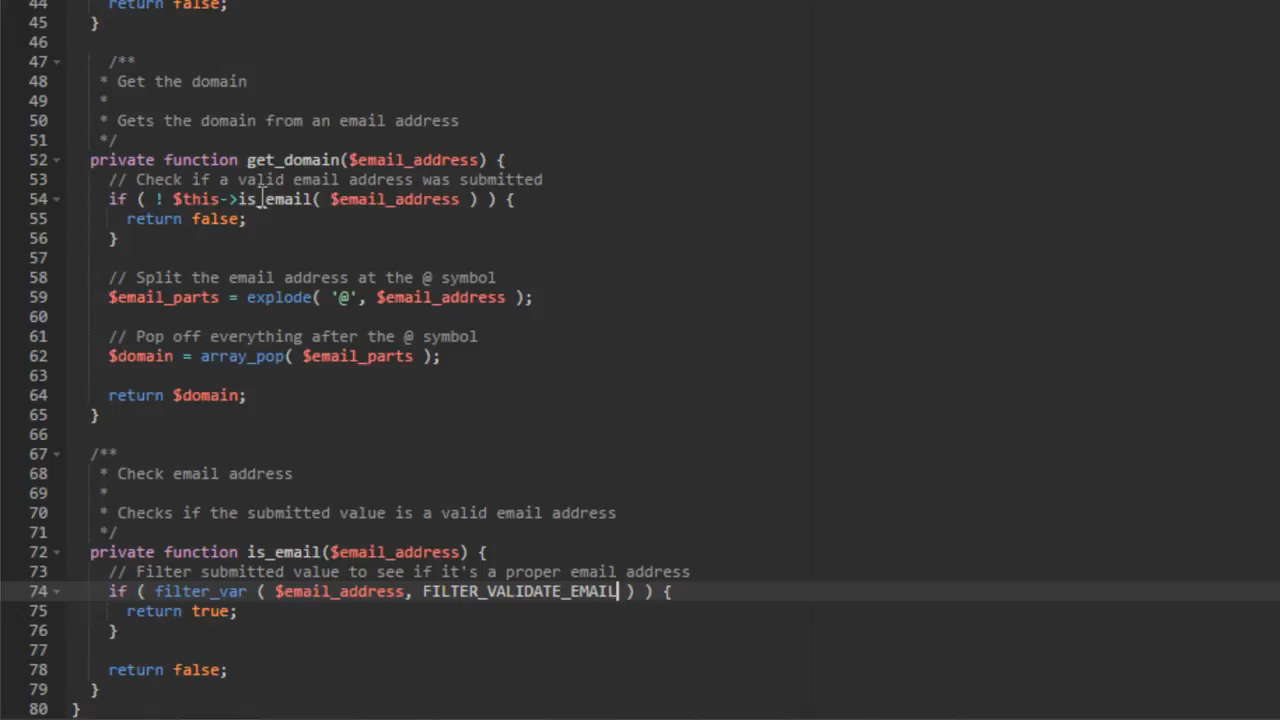 44 return false;
45 }
46
47 /**
48 * Get the domain
49 *
50 * Gets the domain from an email address
51 */
52 private function get_domain($email_address) {
53 // Check if a valid email address was submitted
54 if ( ! $this->is_email( $email_address ) ) {
55 return false;
56 }
57
58 // Split the email address at the @ symbol
59 $email_parts = explode( '@', $email_address );
60
61 // Pop off everything after the @ symbol
62 $domain = array_pop( $email_parts );
63
64 return $domain;
65 }
66
67 /**
68 * Check email address
69 *
70 * Checks if the submitted value is a valid email address
71 */
72 private function is_email($email_address) {
73 // Filter submitted value to see if it's a proper email address
74 if ( filter_var ( $email_address, FILTER_VALIDATE_EMAIL ) ) {
75 return true;
76 }
77
78 return false;
79 }
80 }